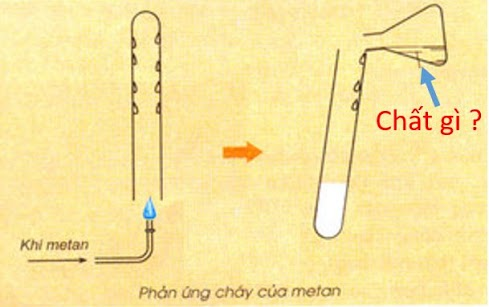 Chất gì ?
Khí metan
Phản ứng cháy của metan